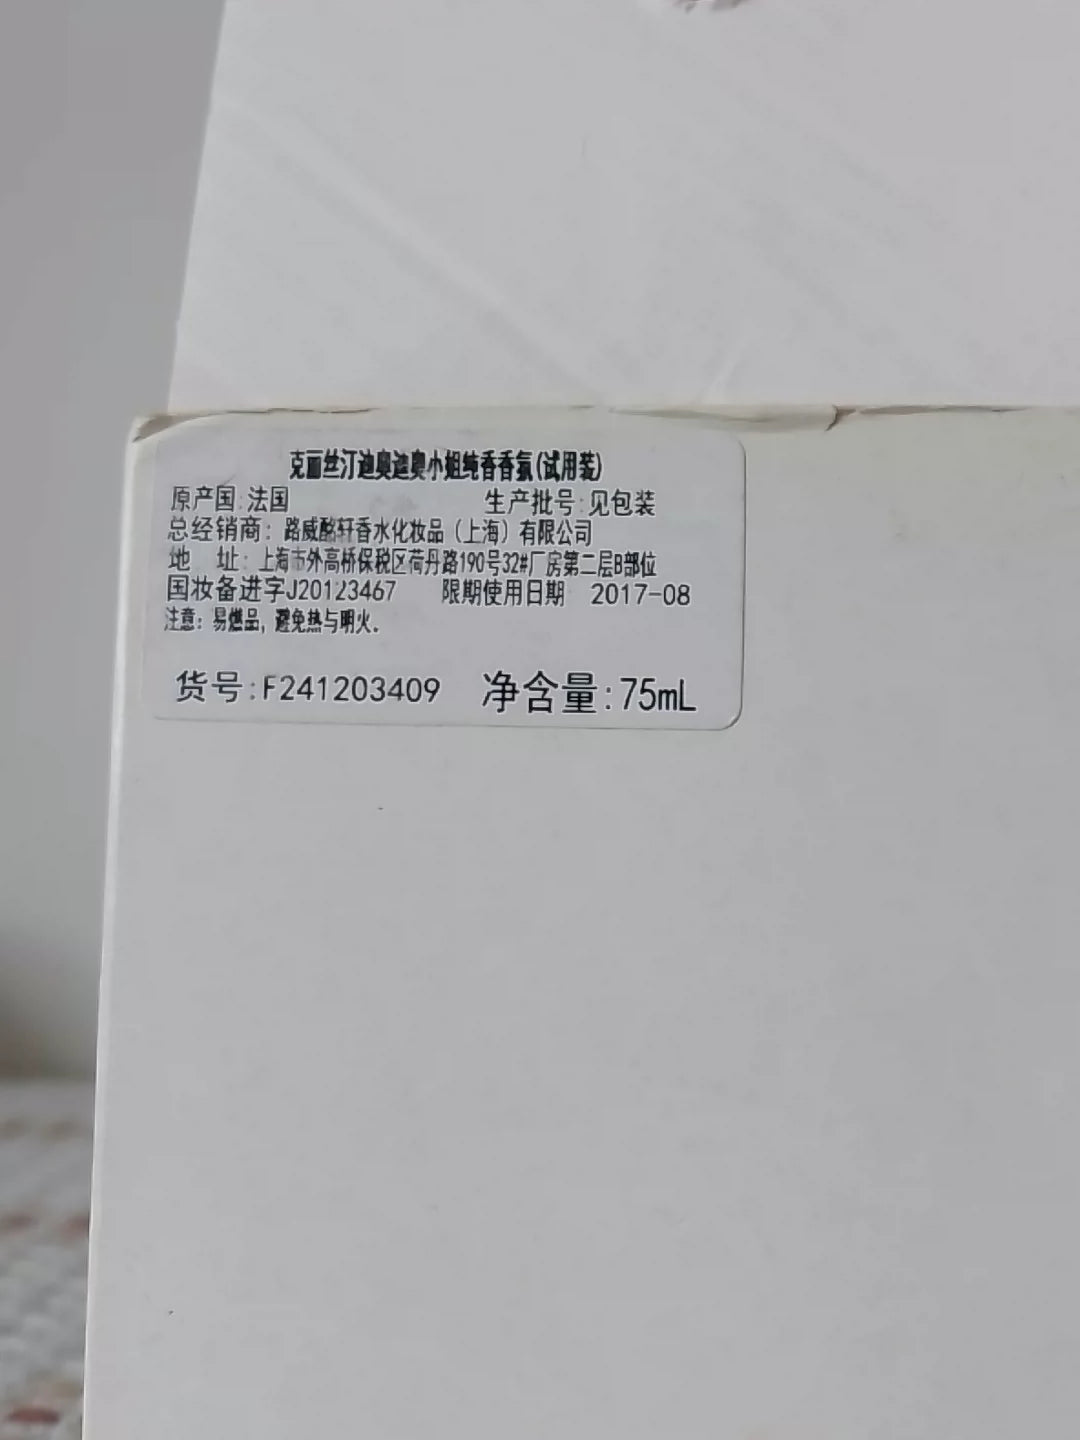 克丽丝汀迪奥迪奥小姐纯香香氛(试用装)
原产国:法国 生产批号:见包装
总经销商：路威酩轩香水化妆品（上海）有限公司
地 址：上海市外高桥保税区荷丹路190号32#厂房第二层B部位
国妆备进字J20123467 限期使用日期 2017-08
注意：易燃品，避免热与明火．
货号:F241203409 净含量:75mL